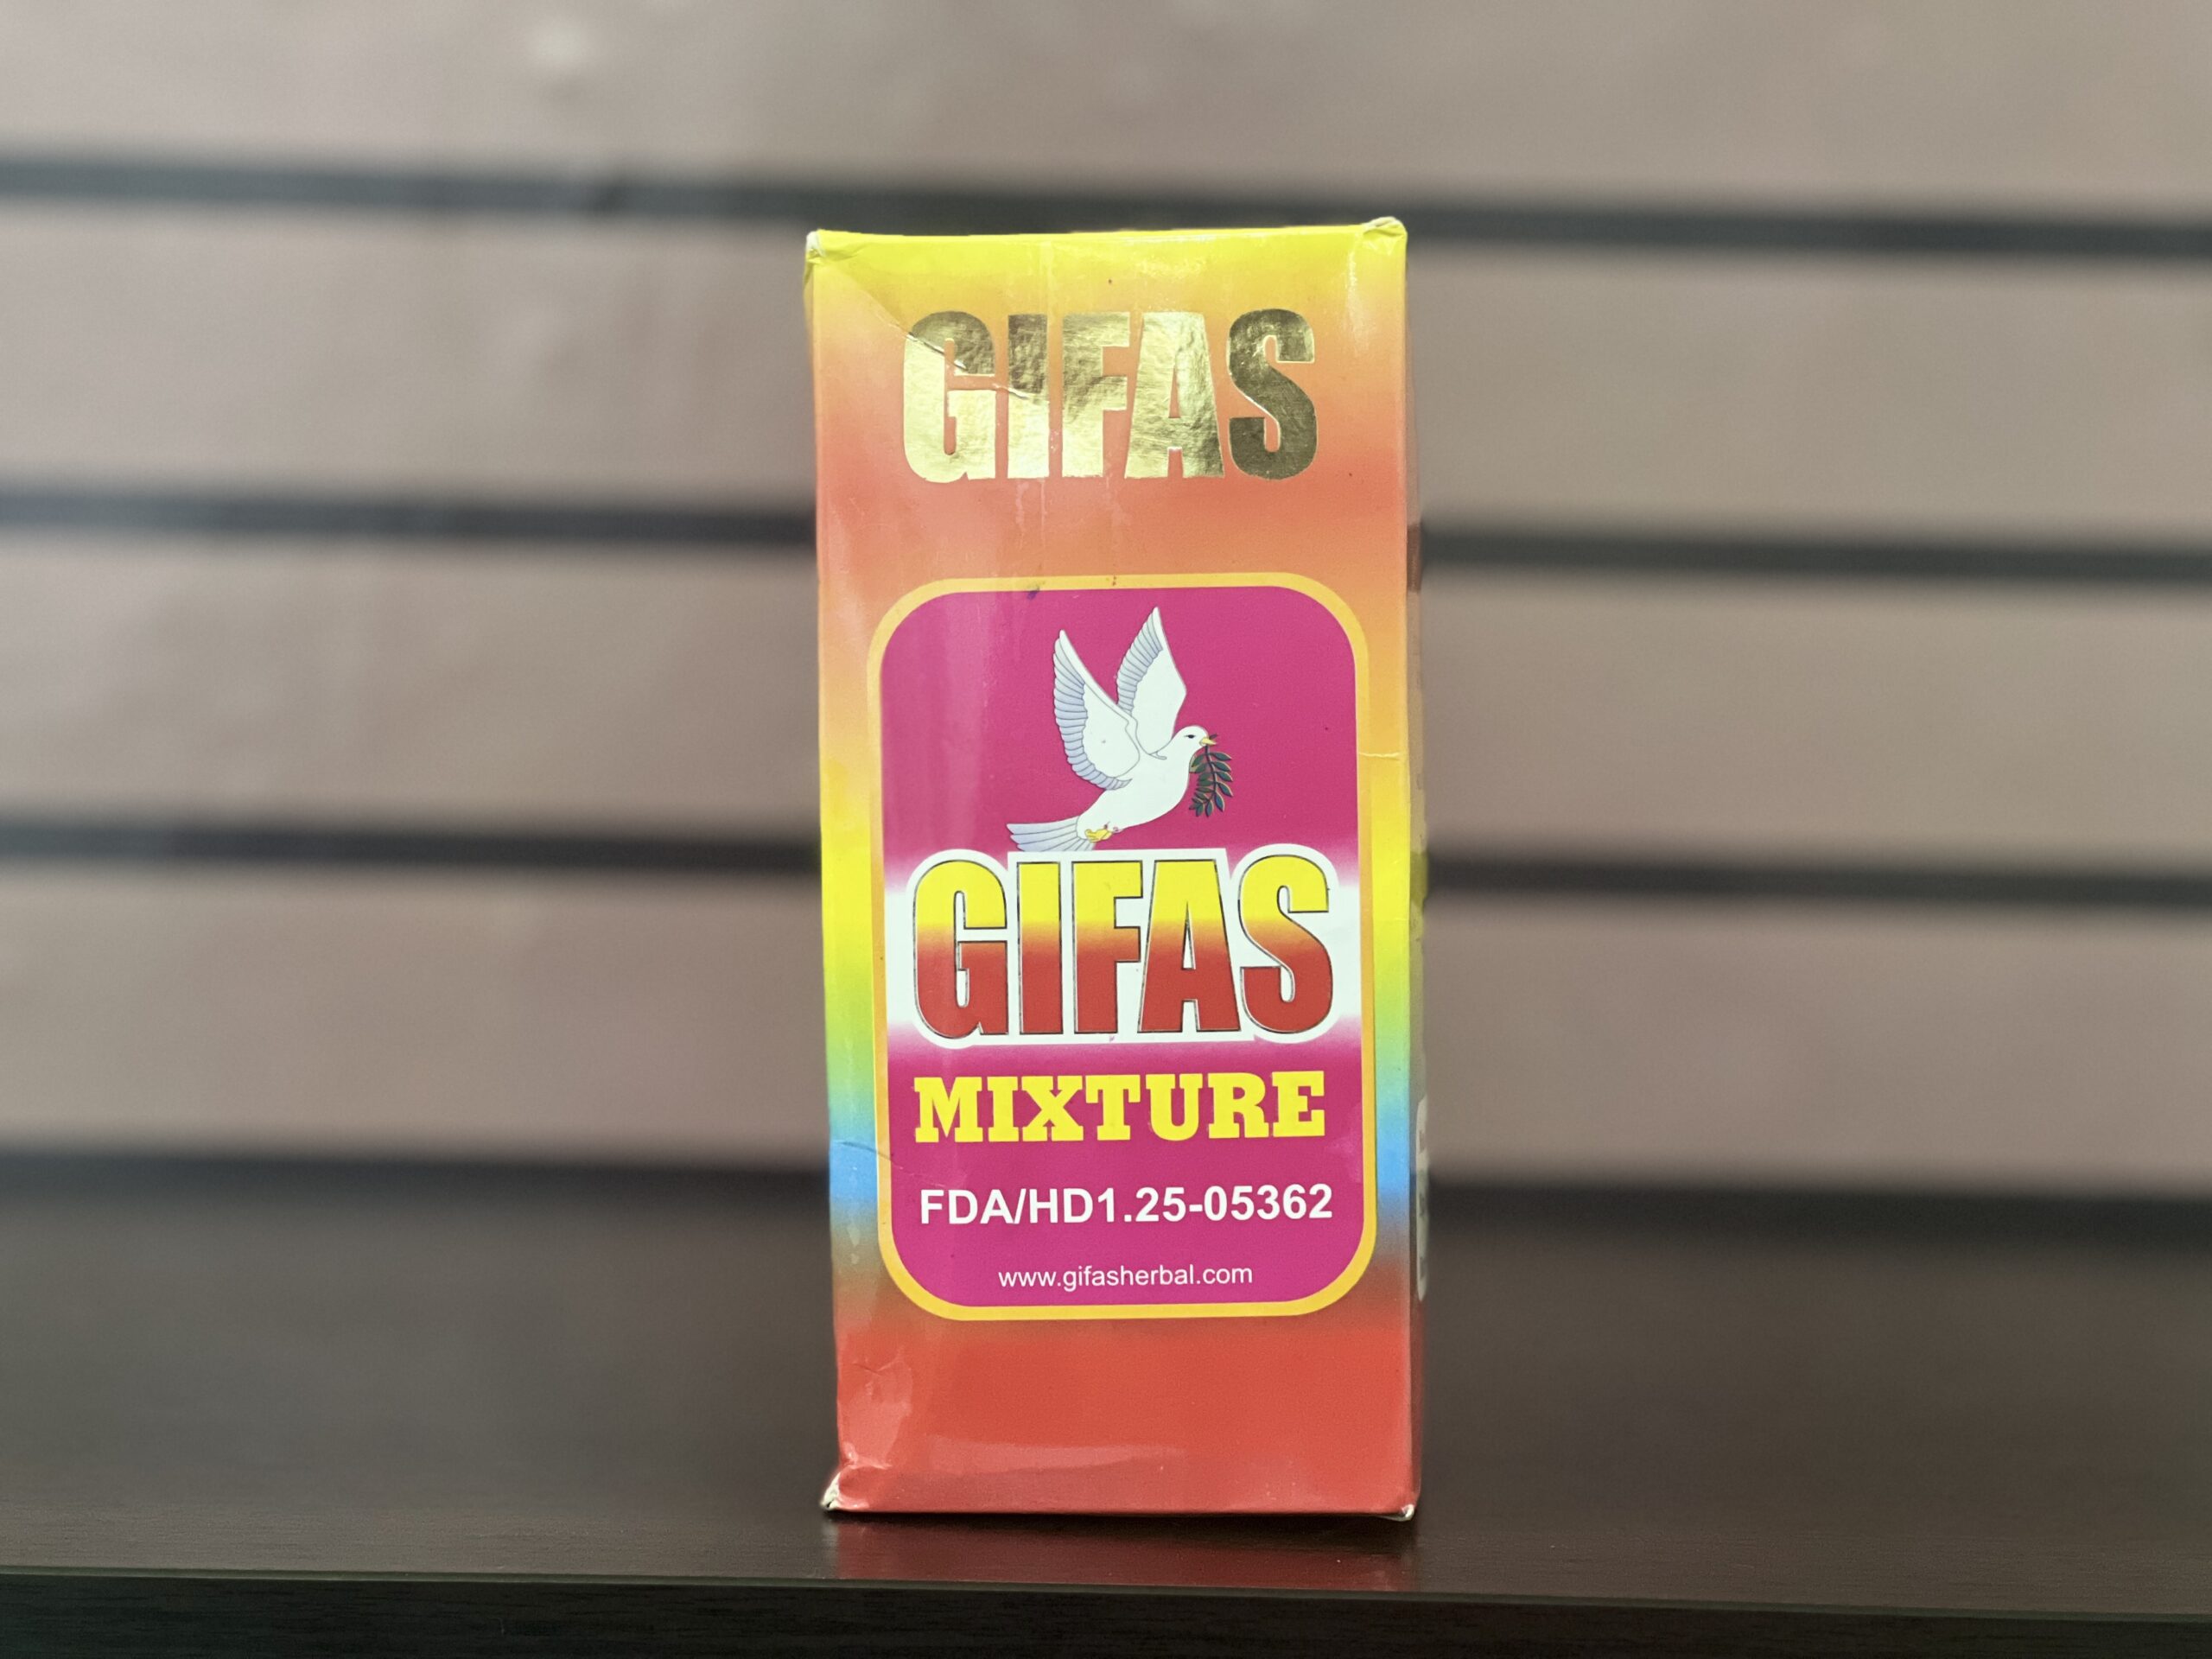 GIFAS
GIFAS
MIXTURE
FDA/HD1.25-05362
www.gifasherbal.com